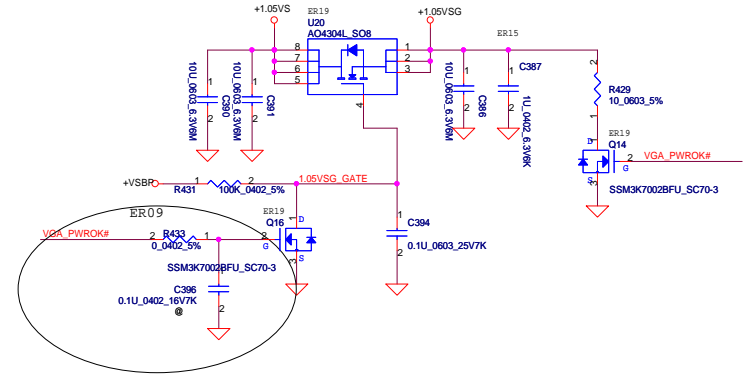 +1.05VS
ER19
U20
AO4304L_SO8
+1.05VSG
ER15
8
7
6
5
1
2
3
4
1
2
10U_0603_6.3V6M
C390
1
2
10U_0603_6.3V6M
C391
1
2
10U_0603_6.3V6M
C386
1
2
C387
1U_0402_6.3V6K
2
1
R429
10_0603_5%
ER19
Q14
D
S
G
1
2
3
VGA_PWROK#
SSM3K7002BFU_SC70-3
+VSBP
R431
1
2
100K_0402_5%
1.05VSG_GATE
ER09
VGA_PWROK#
2
1
R433
0_0402_5%
ER19
Q16
D
S
G
1
2
3
SSM3K7002BFU_SC70-3
1
2
C394
0.1U_0603_25V7K
1
2
C396
0.1U_0402_16V7K
@